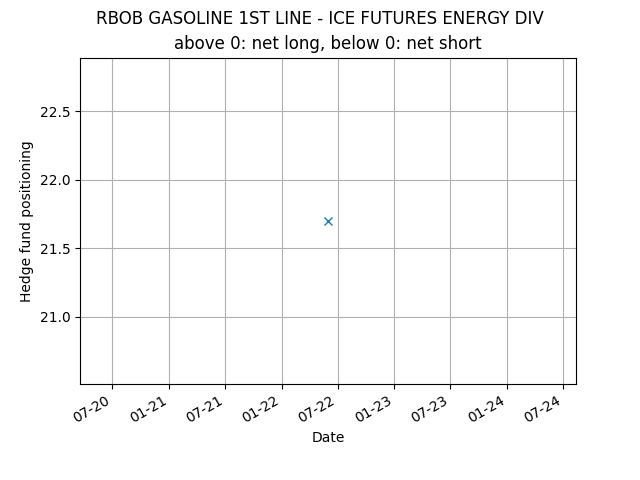 RBOB GASOLINE 1ST LINE - ICE FUTURES ENERGY DIV
above 0: net long, below 0: net short
Hedge fund positioning
22.5
22.0
21.5
21.0
07-20 01-21 07-21 01-22 07-22 01-23 07-23 01-24 07-24
Date